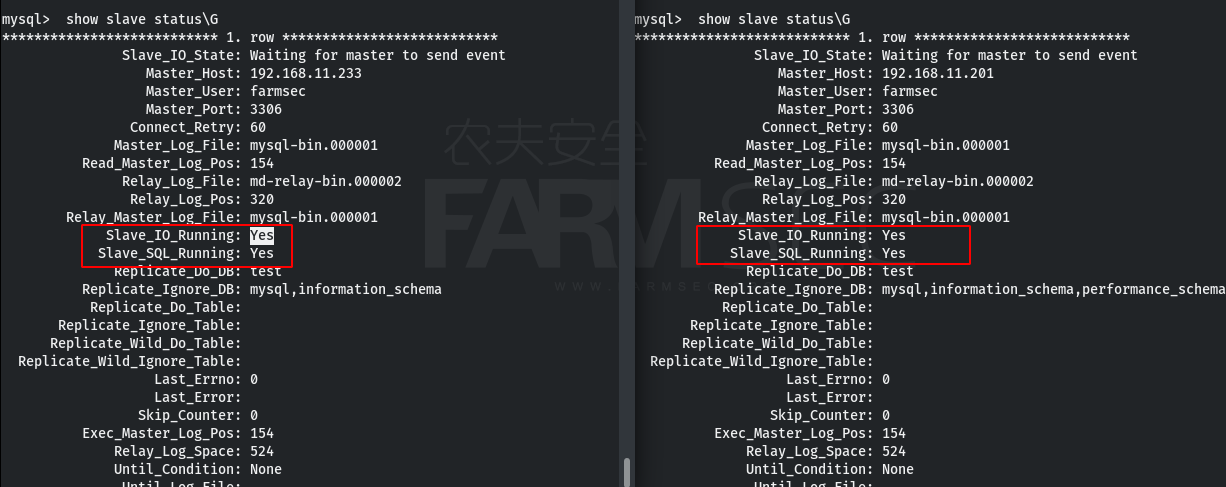 mysql>  show slave status\G
*************************** 1. row ***************************
Slave_IO_State: Waiting for master to send event
Master_Host: 192.168.11.233
Master_User: farmsec
Master_Port: 3306
Connect_Retry: 60
Master_Log_File: mysql-bin.000001
Read_Master_Log_Pos: 154
Relay_Log_File: md-relay-bin.000002
Relay_Log_Pos: 320
Relay_Master_Log_File: mysql-bin.000001
Slave_IO_Running: Yes
Slave_SQL_Running: Yes
Replicate_Do_DB: test
Replicate_Ignore_DB: mysql,information_schema
Replicate_Do_Table:
Replicate_Ignore_Table:
Replicate_Wild_Do_Table:
Replicate_Wild_Ignore_Table:
Last_Errno: 0
Last_Error:
Skip_Counter: 0
Exec_Master_Log_Pos: 154
Relay_Log_Space: 524
Until_Condition: None
Until_Log_File:
mysql>  show slave status\G
*************************** 1. row ***************************
Slave_IO_State: Waiting for master to send event
Master_Host: 192.168.11.201
Master_User: farmsec
Master_Port: 3306
Connect_Retry: 60
Master_Log_File: mysql-bin.000001
Read_Master_Log_Pos: 154
Relay_Log_File: md-relay-bin.000002
Relay_Log_Pos: 320
Relay_Master_Log_File: mysql-bin.000001
Slave_IO_Running: Yes
Slave_SQL_Running: Yes
Replicate_Do_DB: test
Replicate_Ignore_DB: mysql,information_schema,performance_schema
Replicate_Do_Table:
Replicate_Ignore_Table:
Replicate_Wild_Do_Table:
Replicate_Wild_Ignore_Table:
Last_Errno: 0
Last_Error:
Skip_Counter: 0
Exec_Master_Log_Pos: 154
Relay_Log_Space: 524
Until_Condition: None
Until_Log_File:
农夫安全
FARMSEC